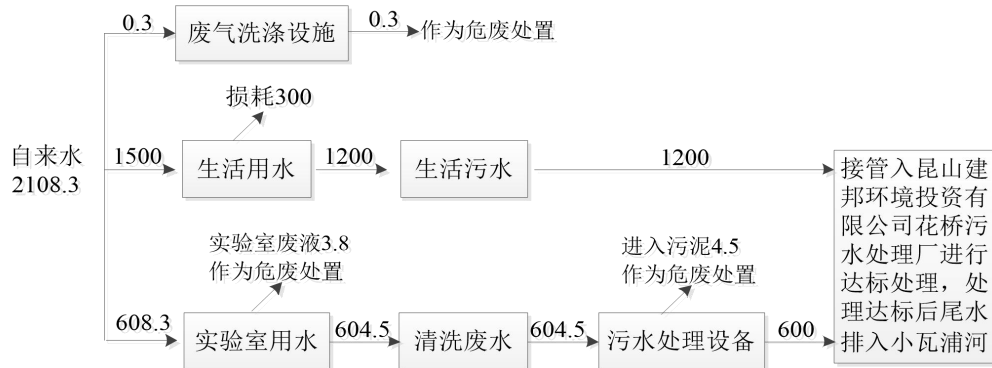 0.3
废气洗涤设施
0.3
作为危废处置
损耗300
自来水
2108.3
1500
生活用水
1200
生活污水
1200
实验室废液3.8
作为危废处置
进入污泥4.5
作为危废处置
608.3
实验室用水
604.5
清洗废水
604.5
污水处理设备
600
接管入昆山建
邦环境投资有
限公司花桥污
水处理厂进行
达标处理，处
理达标后尾水
排入小瓦浦河